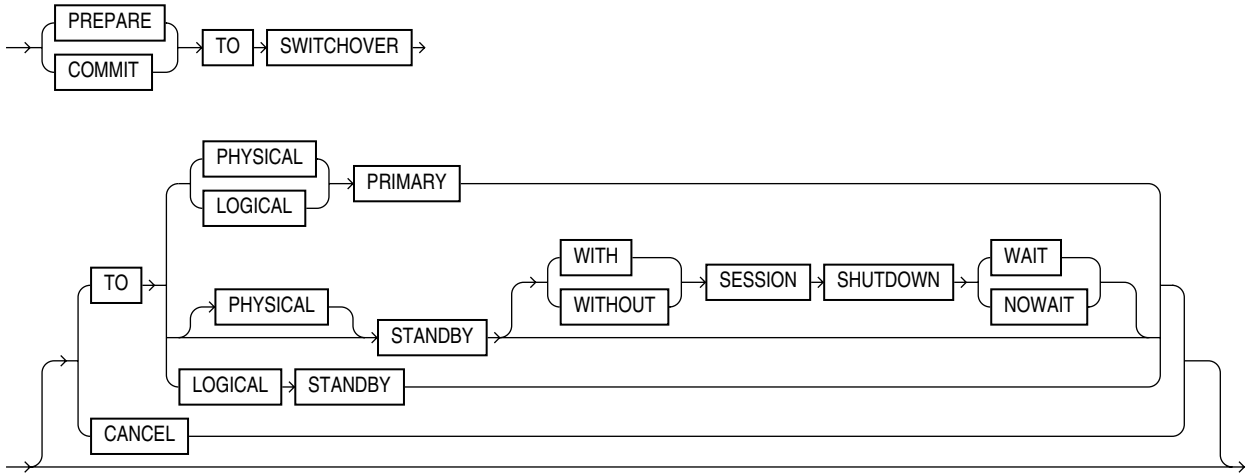 PREPARE
COMMIT
TO
SWITCHOVER
PHYSICAL
LOGICAL
PRIMARY
TO
PHYSICAL
STANDBY
WITH
WITHOUT
SESSION
SHUTDOWN
WAIT
NOWAIT
LOGICAL
STANDBY
CANCEL